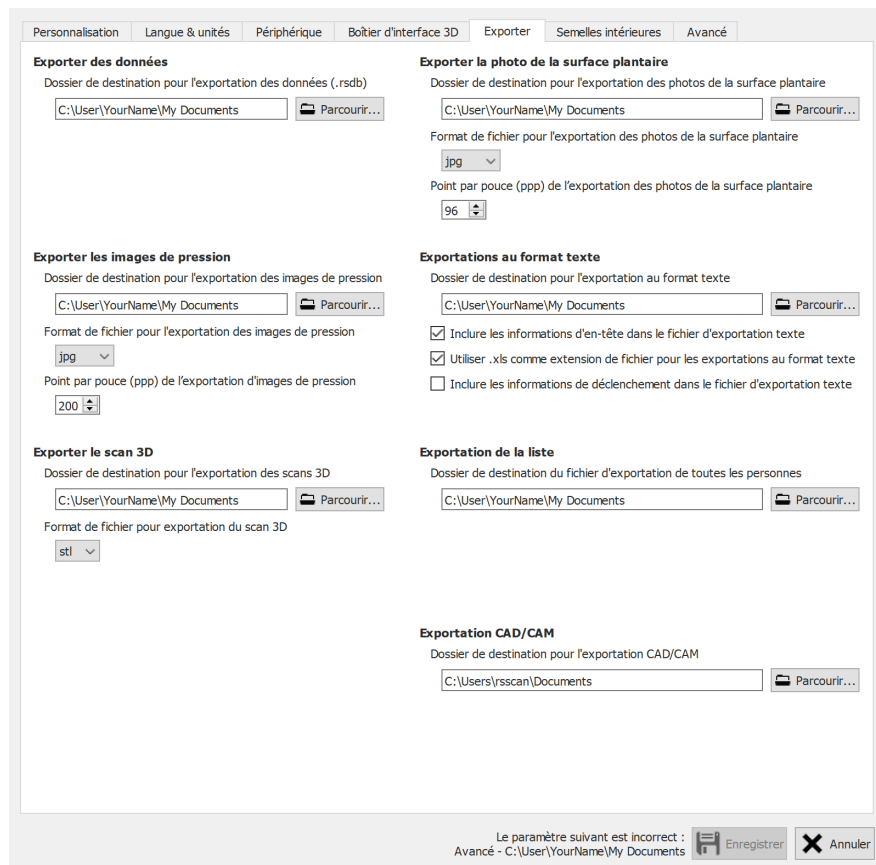 Personnalisation Langue & unités Périphérique Boîtier d'interface 3D Exporter Semelles intérieures Avancé
Exporter des données
Dossier de destination pour l'exportation des données (.rsdb)
C:\User\YourName\My Documents Parcourir...
Exporter la photo de la surface plantaire
Dossier de destination pour l'exportation des photos de la surface plantaire
C:\User\YourName\My Documents Parcourir...
Format de fichier pour l'exportation des photos de la surface plantaire
jpg
Point par pouce (ppp) de l’exportation des photos de la surface plantaire
96
Exporter les images de pression
Dossier de destination pour l'exportation des images de pression
C:\User\YourName\My Documents Parcourir...
Format de fichier pour l'exportation des images de pression
jpg
Point par pouce (ppp) de l’exportation d'images de pression
200
Exportations au format texte
Dossier de destination pour l'exportation au format texte
C:\User\YourName\My Documents Parcourir...
Inclure les informations d'en-tête dans le fichier d'exportation texte
Utiliser .xls comme extension de fichier pour les exportations au format texte
Inclure les informations de déclenchement dans le fichier d'exportation texte
Exporter le scan 3D
Dossier de destination pour l'exportation des scans 3D
C:\User\YourName\My Documents Parcourir...
Format de fichier pour exportation du scan 3D
stl
Exportation de la liste
Dossier de destination du fichier d'exportation de toutes les personnes
C:\User\YourName\My Documents Parcourir...
Exportation CAD/CAM
Dossier de destination pour l'exportation CAD/CAM
C:\Users\rsscan\Documents Parcourir...
Le paramètre suivant est incorrect :
Avancé - C:\User\YourName\My Documents
Enregistrer Annuler